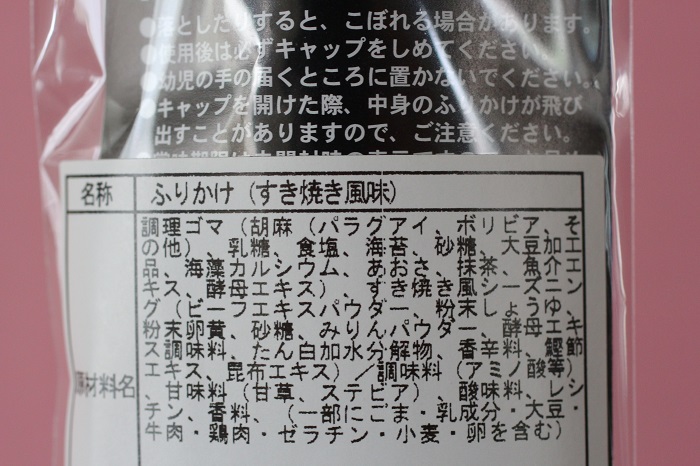 ●落としたりすると、こぼれる場合があります。
●使用後は必ずキャップをしめてください。
●幼児の手の届くところに置かないでください。
●キャップを開けた際、中身のふりかけが飛び
出すことがありますので、ご注意ください。
名称 ふりかけ（すき焼き風味）
原材料名
調理ゴマ（胡麻（パラグアイ、ボリビア、そ
の他）、乳糖、食塩、海苔、砂糖、大豆加工
品、海藻カルシウム、あおさ、抹茶、魚介エ
キス、酵母エキス）、すき焼き風シーズニン
グ（ビーフエキスパウダー、粉末しょうゆ、
粉末卵黄、砂糖、みりんパウダー、酵母エキ
ス調味料、たん白加水分解物、香辛料、鰹節
エキス、昆布エキス）／調味料（アミノ酸等）
、甘味料（甘草、ステビア）、酸味料、レシ
チン、香料、（一部にごま・乳成分・大豆・
牛肉・鶏肉・ゼラチン・小麦・卵を含む）